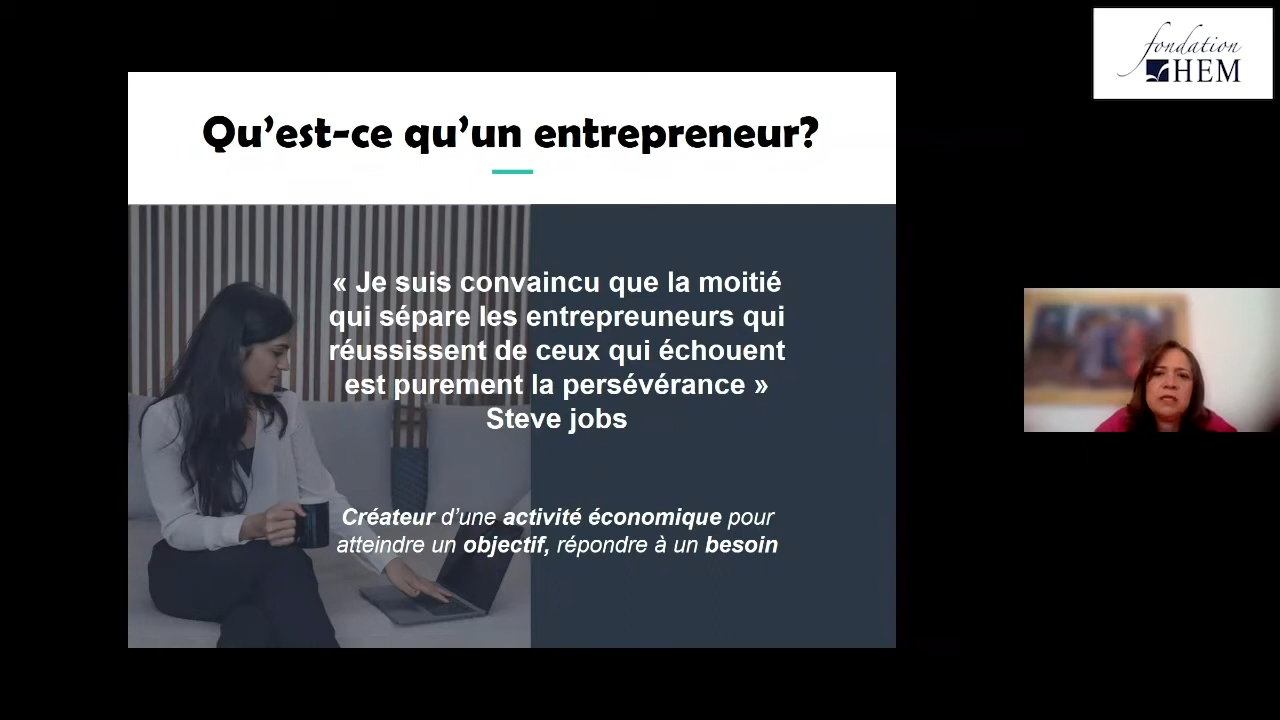 fondation
HEM
Qu’est-ce qu’un entrepreneur?
« Je suis convaincu que la moitié
qui sépare les entrepreuneurs qui
réussissent de ceux qui échouent
est purement la persévérance »
Steve jobs
Créateur d’une activité économique pour
atteindre un objectif, répondre à un besoin